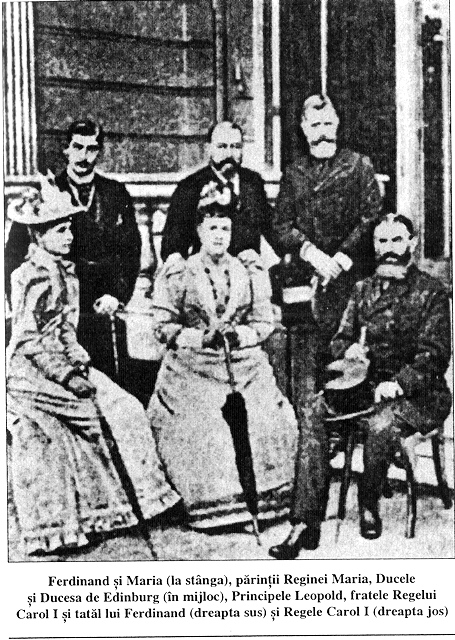 Ferdinand și Maria (la stânga), părinții Reginei Maria, Ducele
și Ducesa de Edinburg (în mijloc), Principele Leopold, fratele Regelui
Carol I și tatăl lui Ferdinand (dreapta sus) și Regele Carol I (dreapta jos)